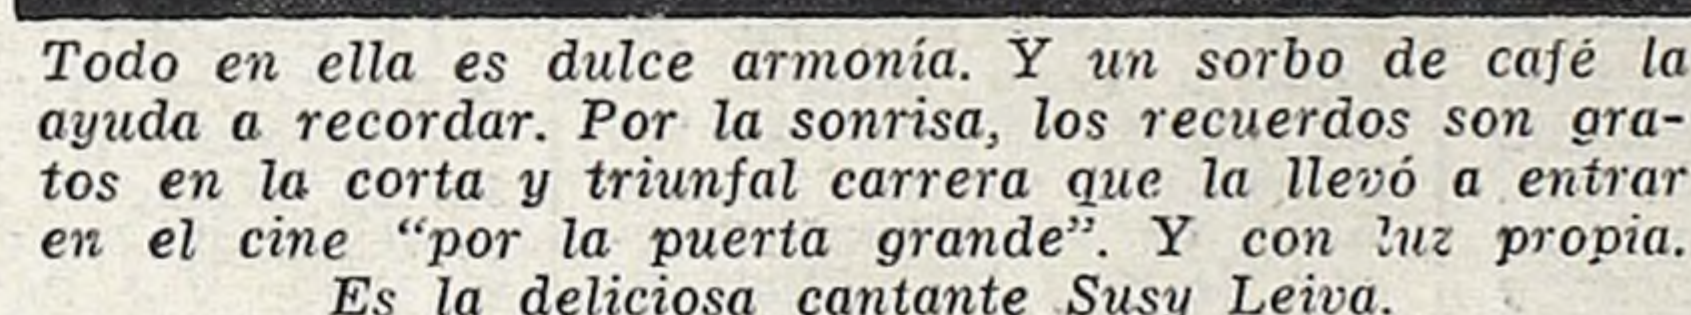 Todo en ella es dulce armonía. Y un sorbo de café la
ayuda a recordar. Por la sonrisa, los recuerdos son gra-
tos en la corta y triunfal carrera que la llevó a entrar
en el cine “por la puerta grande”. Y con luz propia.
Es la deliciosa cantante Susy Leiva.